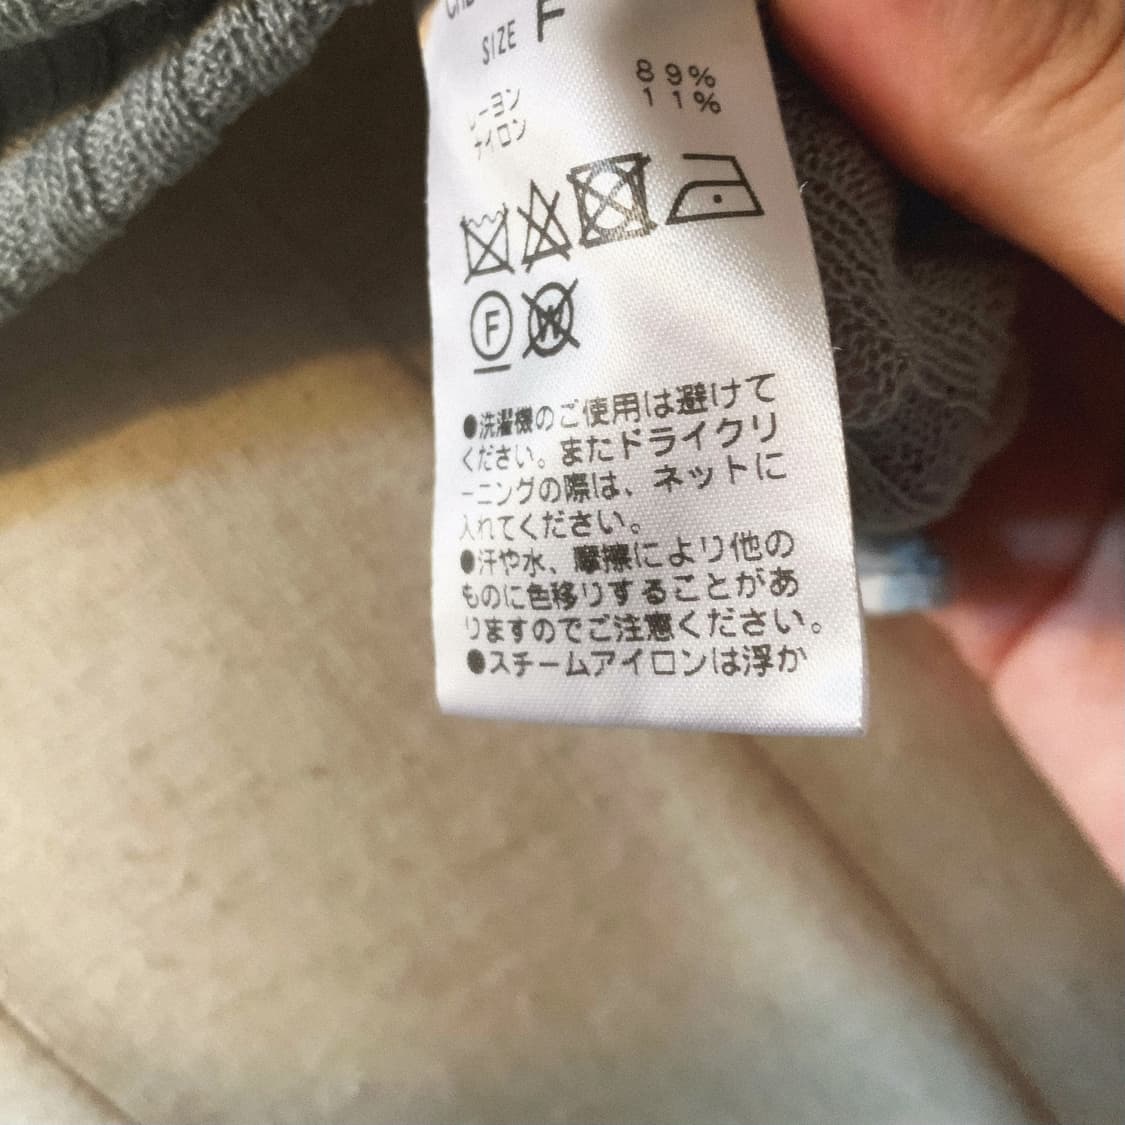 SIZE F
レーヨン 89%
ナイロン 11%
F W
●洗濯機のご使用は避けて
ください。またドライクリ
ーニングの際は、ネットに
入れてください。
●汗や水、摩擦により他の
ものに色移りすることがあ
りますのでご注意ください。
●スチームアイロンは浮か